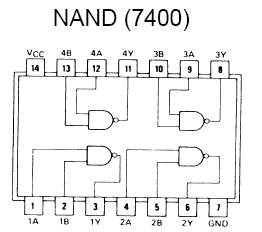 NAND (7400)
VCC 4B 4A 4Y 3B 3A 3Y
14 13 12 11 10 9 8
1 2 3 4 5 6 7
1A 1B 1Y 2A 2B 2Y GND